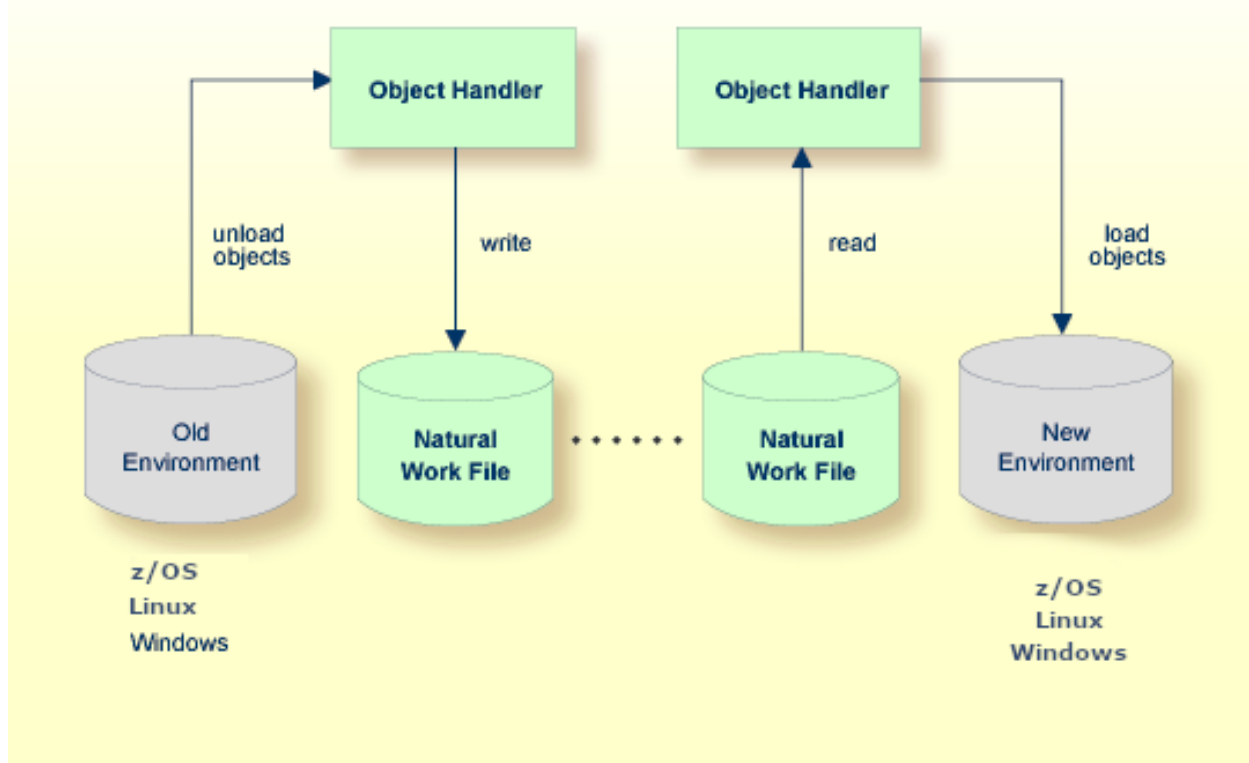 Object Handler
Object Handler
unload
objects
write
read
load
objects
Old
Environment
Natural
Work File
Natural
Work File
New
Environment
z/OS
Linux
Windows
z/OS
Linux
Windows